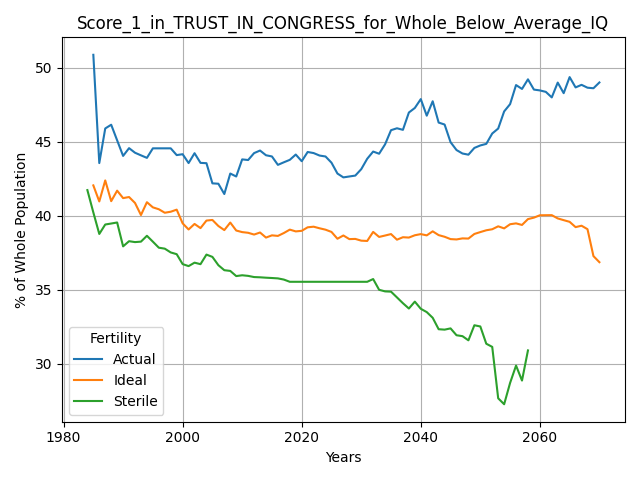 Score_1_in_TRUST_IN_CONGRESS_for_Whole_Below_Average_IQ
% of Whole Population
50
45
40
35
30
Fertility
Actual
Ideal
Sterile
1980
2000
2020
2040
2060
Years